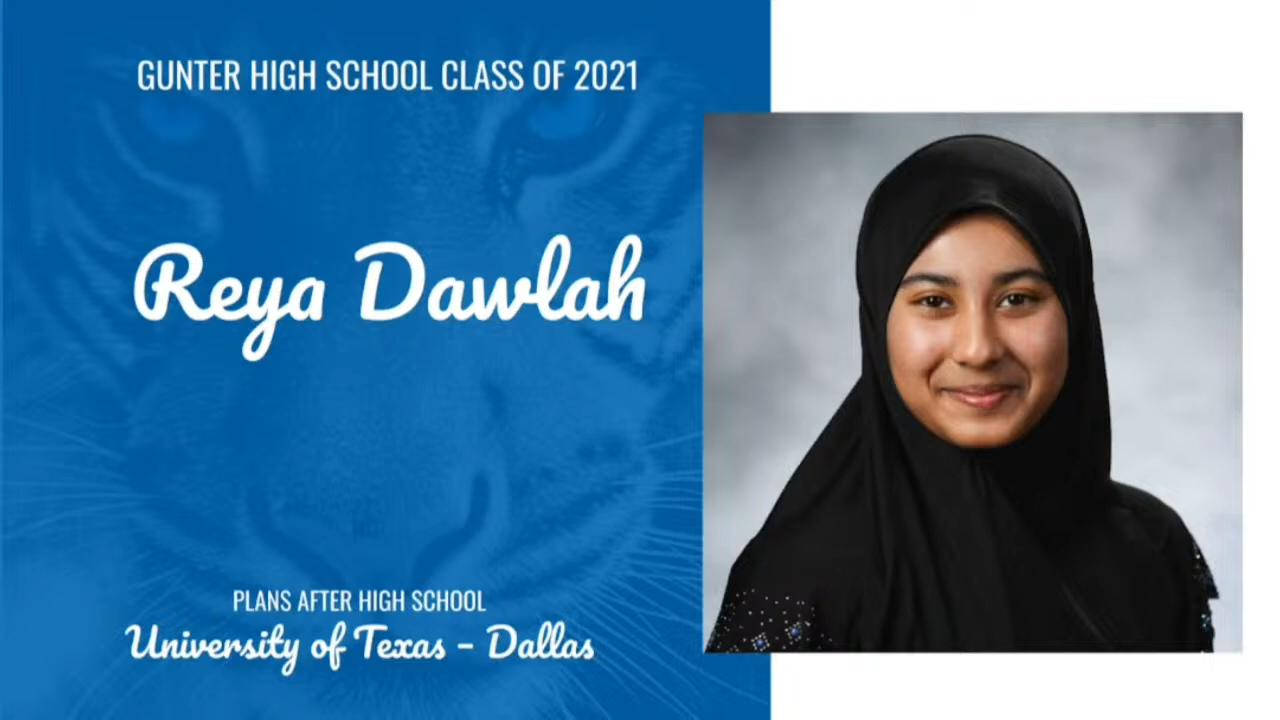 GUNTER HIGH SCHOOL CLASS OF 2021
Reya Dawlah
PLANS AFTER HIGH SCHOOL
University of Texas - Dallas